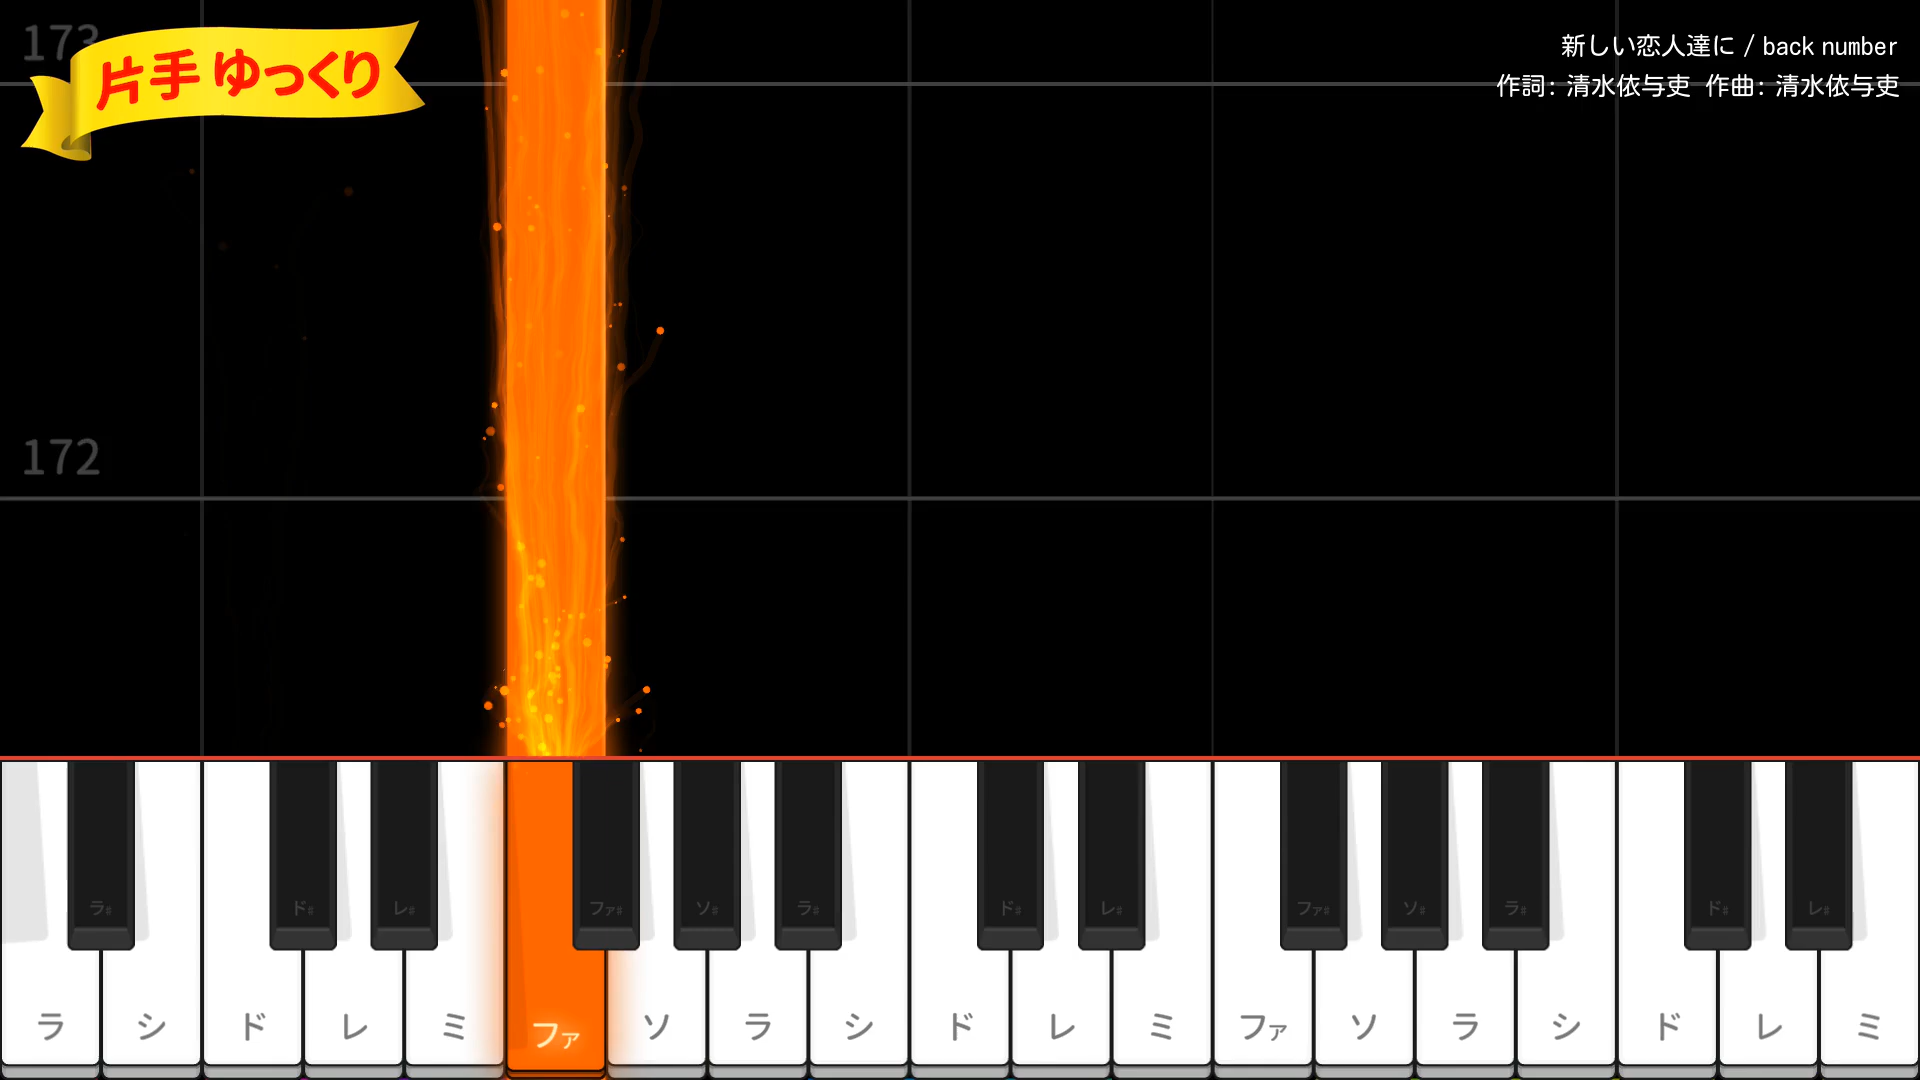 173
片手 ゆっくり
新しい恋人達に / back number
作詞: 清水依与吏 作曲: 清水依与吏
172
ラ# ド# レ# ファ# ソ# ラ# ド# レ# ファ# ソ# ラ# ド# レ#
ラ シ ド レ ミ ファ ソ ラ シ ド レ ミ ファ ソ ラ シ ド レ ミ